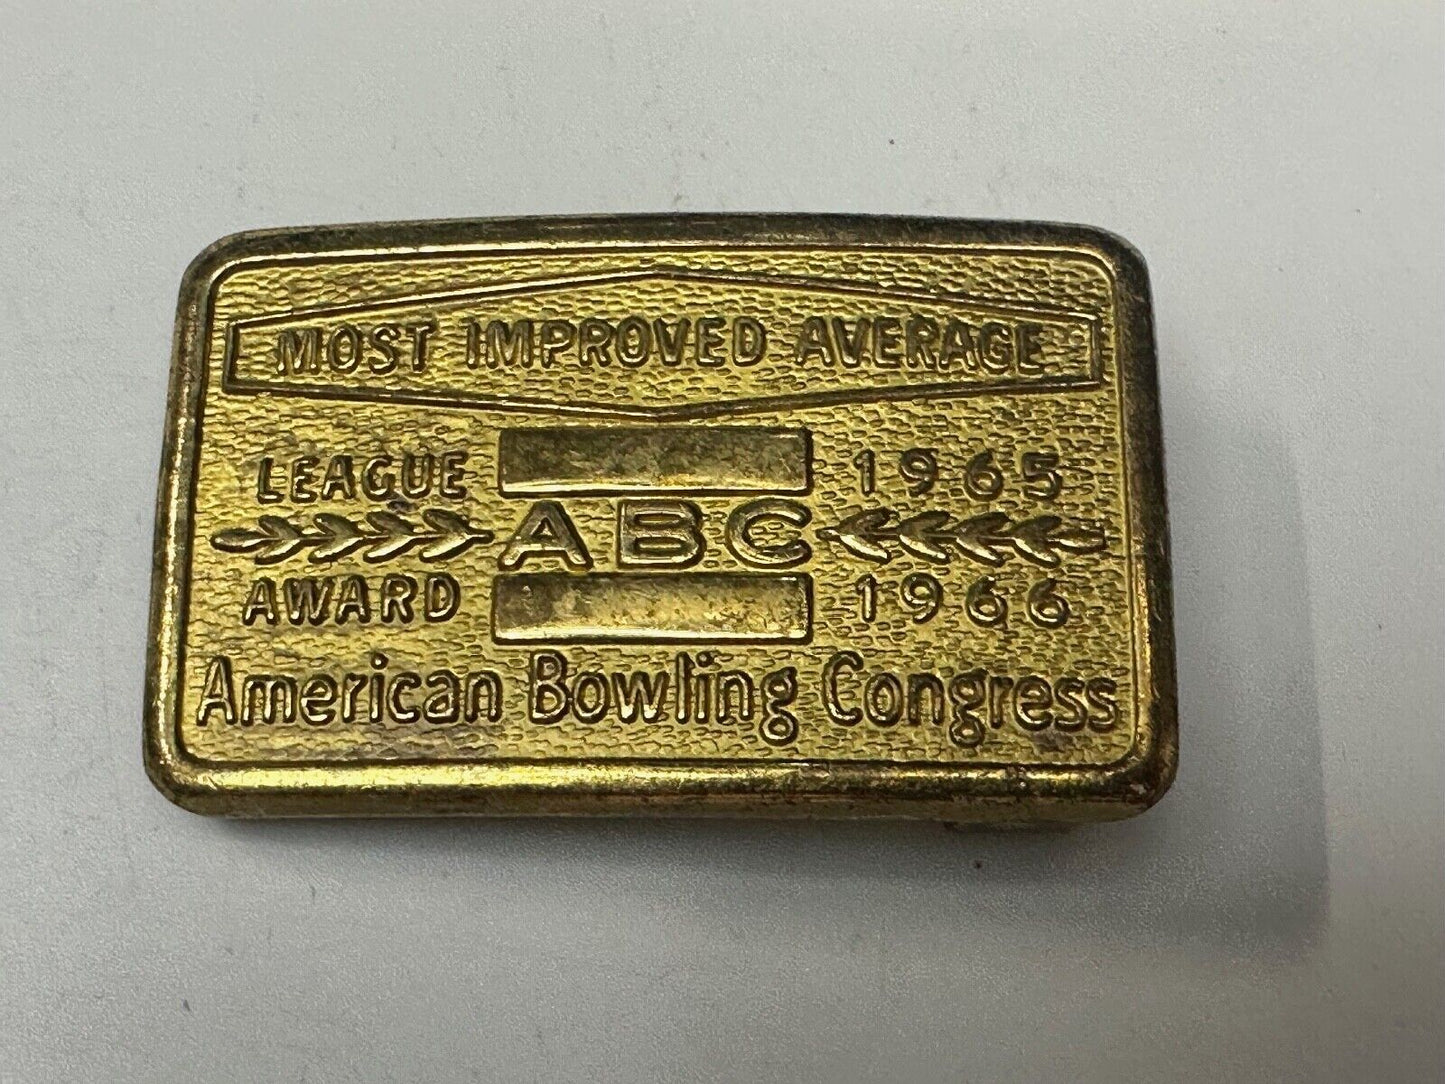 MOST IMPROVED AVERAGE
LEAGUE 1965
ABC
AWARD 1966
American Bowling Congress